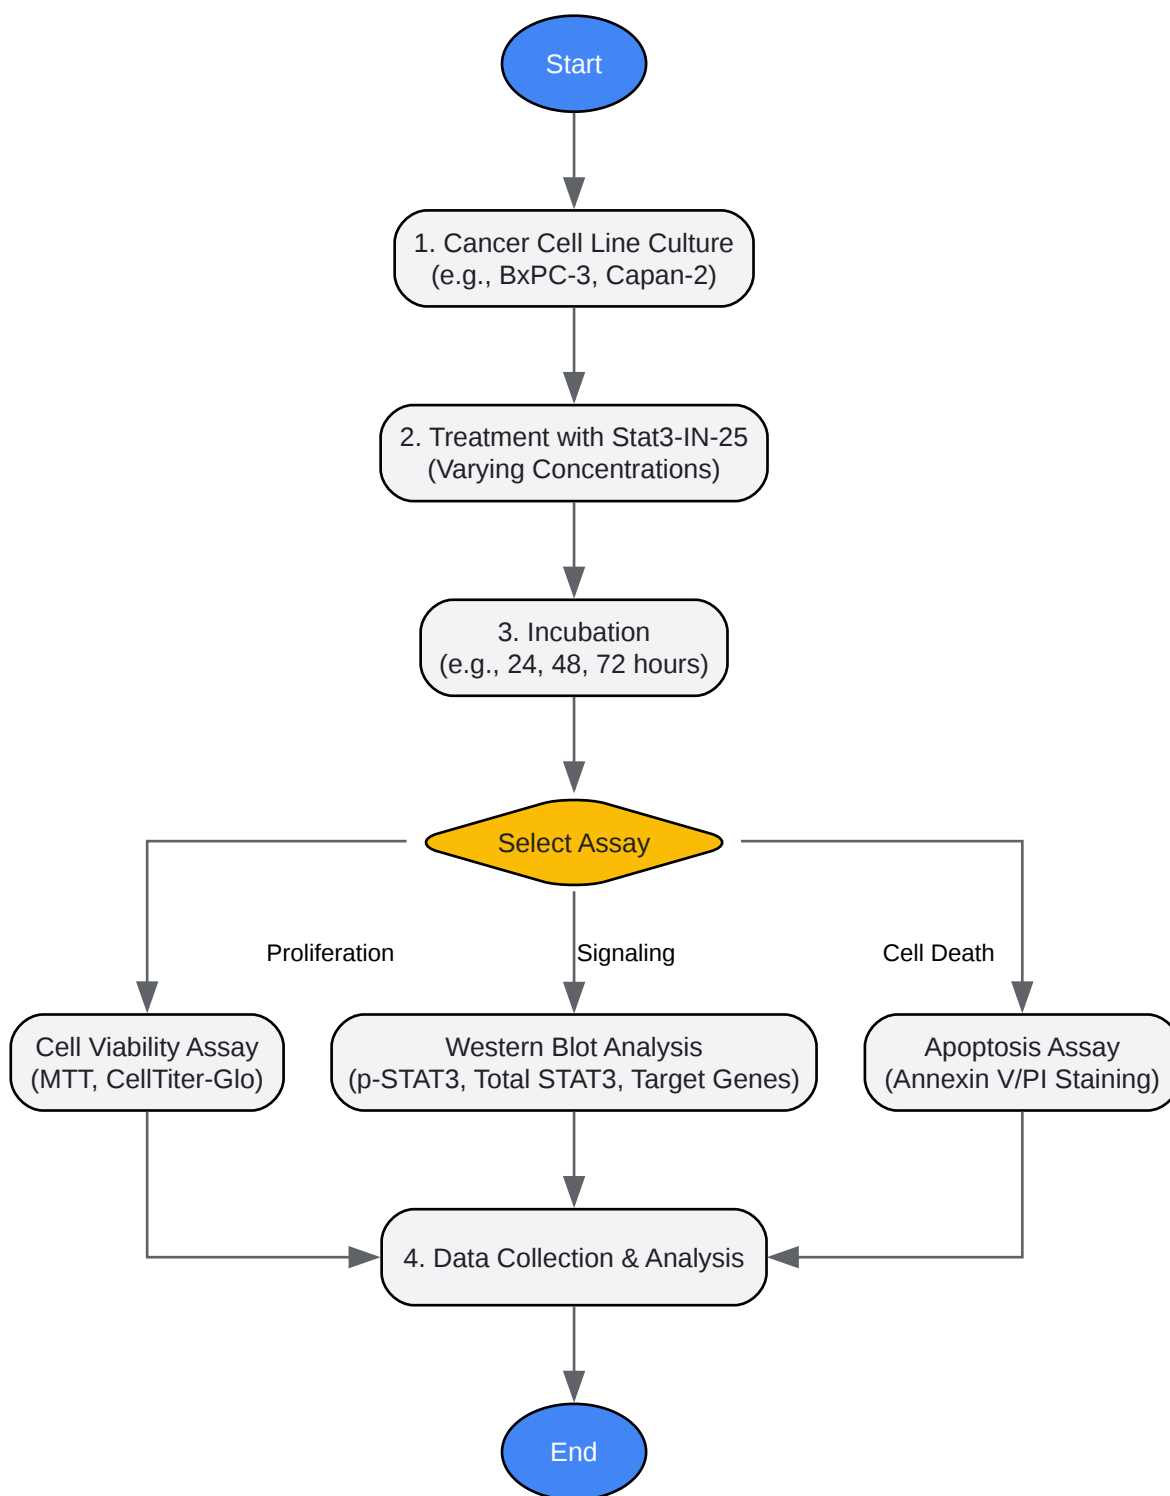 Start
1. Cancer Cell Line Culture
(e.g., BxPC-3, Capan-2)
2. Treatment with Stat3-IN-25
(Varying Concentrations)
3. Incubation
(e.g., 24, 48, 72 hours)
Select Assay
Proliferation
Signaling
Cell Death
Cell Viability Assay
(MTT, CellTiter-Glo)
Western Blot Analysis
(p-STAT3, Total STAT3, Target Genes)
Apoptosis Assay
(Annexin V/PI Staining)
4. Data Collection & Analysis
End